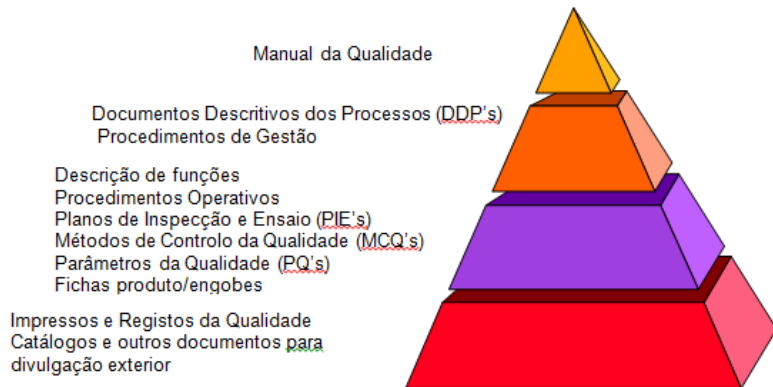 Manual da Qualidade
Documentos Descritivos dos Processos (DDP's)
Procedimentos de Gestão
Descrição de funções
Procedimentos Operativos
Planos de Inspecção e Ensaio (PIE's)
Métodos de Controlo da Qualidade (MCQ's)
Parâmetros da Qualidade (PQ's)
Fichas produto/engobes
Impressos e Registos da Qualidade
Catálogos e outros documentos para
divulgação exterior